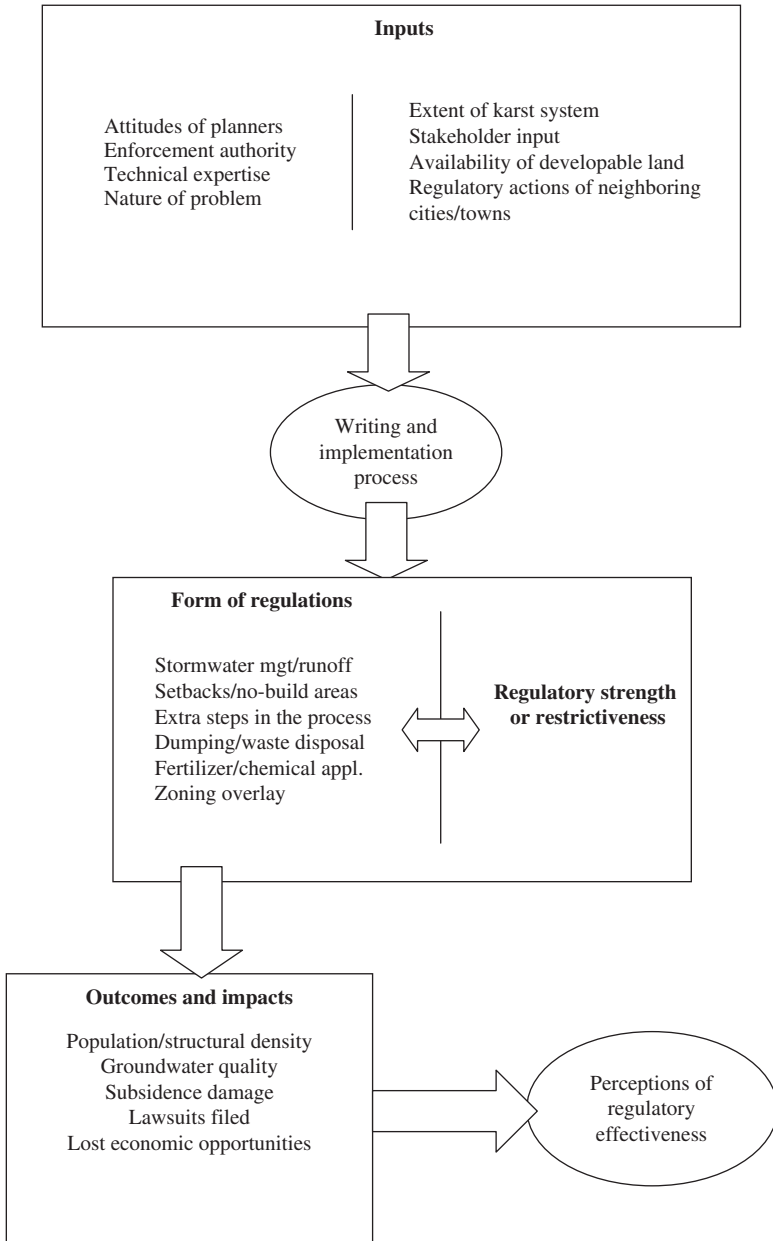 Inputs
Attitudes of planners
Enforcement authority
Technical expertise
Nature of problem
Extent of karst system
Stakeholder input
Availability of developable land
Regulatory actions of neighboring
cities/towns
Writing and
implementation
process
Form of regulations
Stormwater mgt/runoff
Setbacks/no-build areas
Extra steps in the process
Dumping/waste disposal
Fertilizer/chemical appl.
Zoning overlay
Regulatory strength
or restrictiveness
Outcomes and impacts
Population/structural density
Groundwater quality
Subsidence damage
Lawsuits filed
Lost economic opportunities
Perceptions of
regulatory
effectiveness